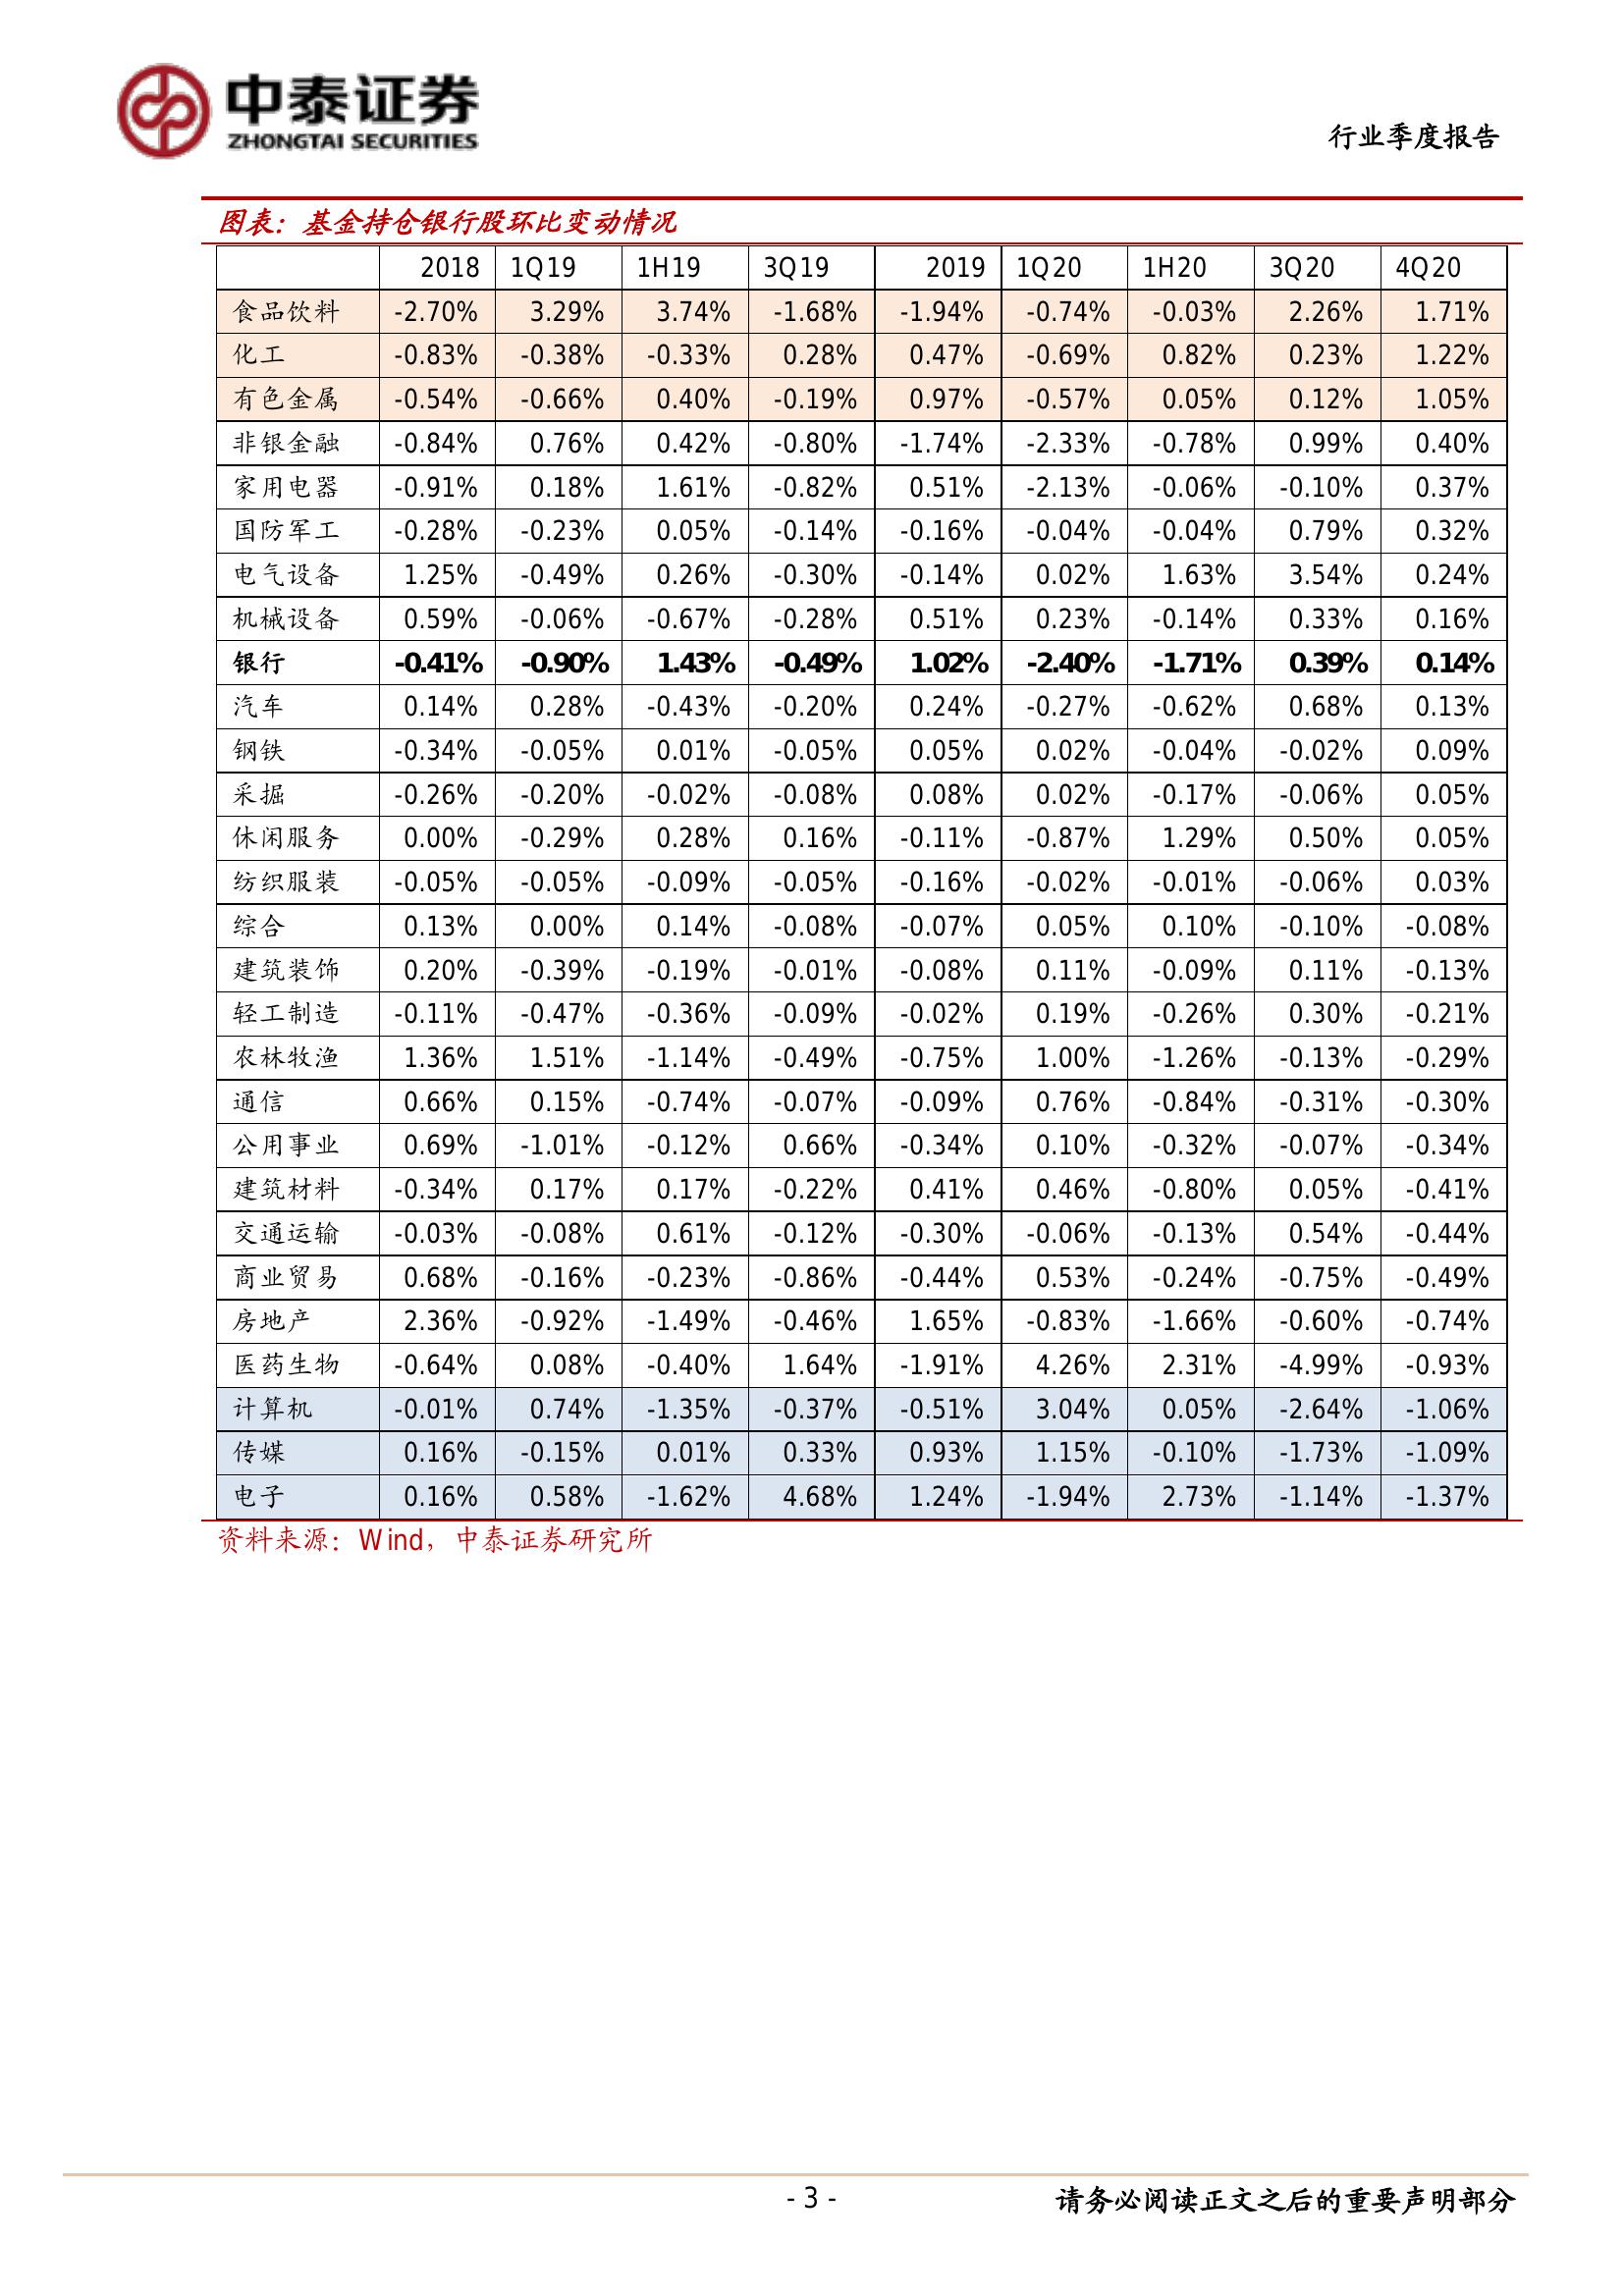 中泰证券
ZHONGTAI SECURITIES
行业季度报告
图表：基金持仓银行股环比变动情况
2018 1Q19 1H19 3Q19 2019 1Q20 1H20 3Q20 4Q20
食品饮料 -2.70% 3.29% 3.74% -1.68% -1.94% -0.74% -0.03% 2.26% 1.71%
化工 -0.83% -0.38% -0.33% 0.28% 0.47% -0.69% 0.82% 0.23% 1.22%
有色金属 -0.54% -0.66% 0.40% -0.19% 0.97% -0.57% 0.05% 0.12% 1.05%
非银金融 -0.84% 0.76% 0.42% -0.80% -1.74% -2.33% -0.78% 0.99% 0.40%
家用电器 -0.91% 0.18% 1.61% -0.82% 0.51% -2.13% -0.06% -0.10% 0.37%
国防军工 -0.28% -0.23% 0.05% -0.14% -0.16% -0.04% -0.04% 0.79% 0.32%
电气设备 1.25% -0.49% 0.26% -0.30% -0.14% 0.02% 1.63% 3.54% 0.24%
机械设备 0.59% -0.06% -0.67% -0.28% 0.51% 0.23% -0.14% 0.33% 0.16%
银行 -0.41% -0.90% 1.43% -0.49% 1.02% -2.40% -1.71% 0.39% 0.14%
汽车 0.14% 0.28% -0.43% -0.20% 0.24% -0.27% -0.62% 0.68% 0.13%
钢铁 -0.34% -0.05% 0.01% -0.05% 0.05% 0.02% -0.04% -0.02% 0.09%
采掘 -0.26% -0.20% -0.02% -0.08% 0.08% 0.02% -0.17% -0.06% 0.05%
休闲服务 0.00% -0.29% 0.28% 0.16% -0.11% -0.87% 1.29% 0.50% 0.05%
纺织服装 -0.05% -0.05% -0.09% -0.05% -0.16% -0.02% -0.01% -0.06% 0.03%
综合 0.13% 0.00% 0.14% -0.08% -0.07% 0.05% 0.10% -0.10% -0.08%
建筑装饰 0.20% -0.39% -0.19% -0.01% -0.08% 0.11% -0.09% 0.11% -0.13%
轻工制造 -0.11% -0.47% -0.36% -0.09% -0.02% 0.19% -0.26% 0.30% -0.21%
农林牧渔 1.36% 1.51% -1.14% -0.49% -0.75% 1.00% -1.26% -0.13% -0.29%
通信 0.66% 0.15% -0.74% -0.07% -0.09% 0.76% -0.84% -0.31% -0.30%
公用事业 0.69% -1.01% -0.12% 0.66% -0.34% 0.10% -0.32% -0.07% -0.34%
建筑材料 -0.34% 0.17% 0.17% -0.22% 0.41% 0.46% -0.80% 0.05% -0.41%
交通运输 -0.03% -0.08% 0.61% -0.12% -0.30% -0.06% -0.13% 0.54% -0.44%
商业贸易 0.68% -0.16% -0.23% -0.86% -0.44% 0.53% -0.24% -0.75% -0.49%
房地产 2.36% -0.92% -1.49% -0.46% 1.65% -0.83% -1.66% -0.60% -0.74%
医药生物 -0.64% 0.08% -0.40% 1.64% -1.91% 4.26% 2.31% -4.99% -0.93%
计算机 -0.01% 0.74% -1.35% -0.37% -0.51% 3.04% 0.05% -2.64% -1.06%
传媒 0.16% -0.15% 0.01% 0.33% 0.93% 1.15% -0.10% -1.73% -1.09%
电子 0.16% 0.58% -1.62% 4.68% 1.24% -1.94% 2.73% -1.14% -1.37%
资料来源：Wind，中泰证券研究所
- 3 -
请务必阅读正文之后的重要声明部分